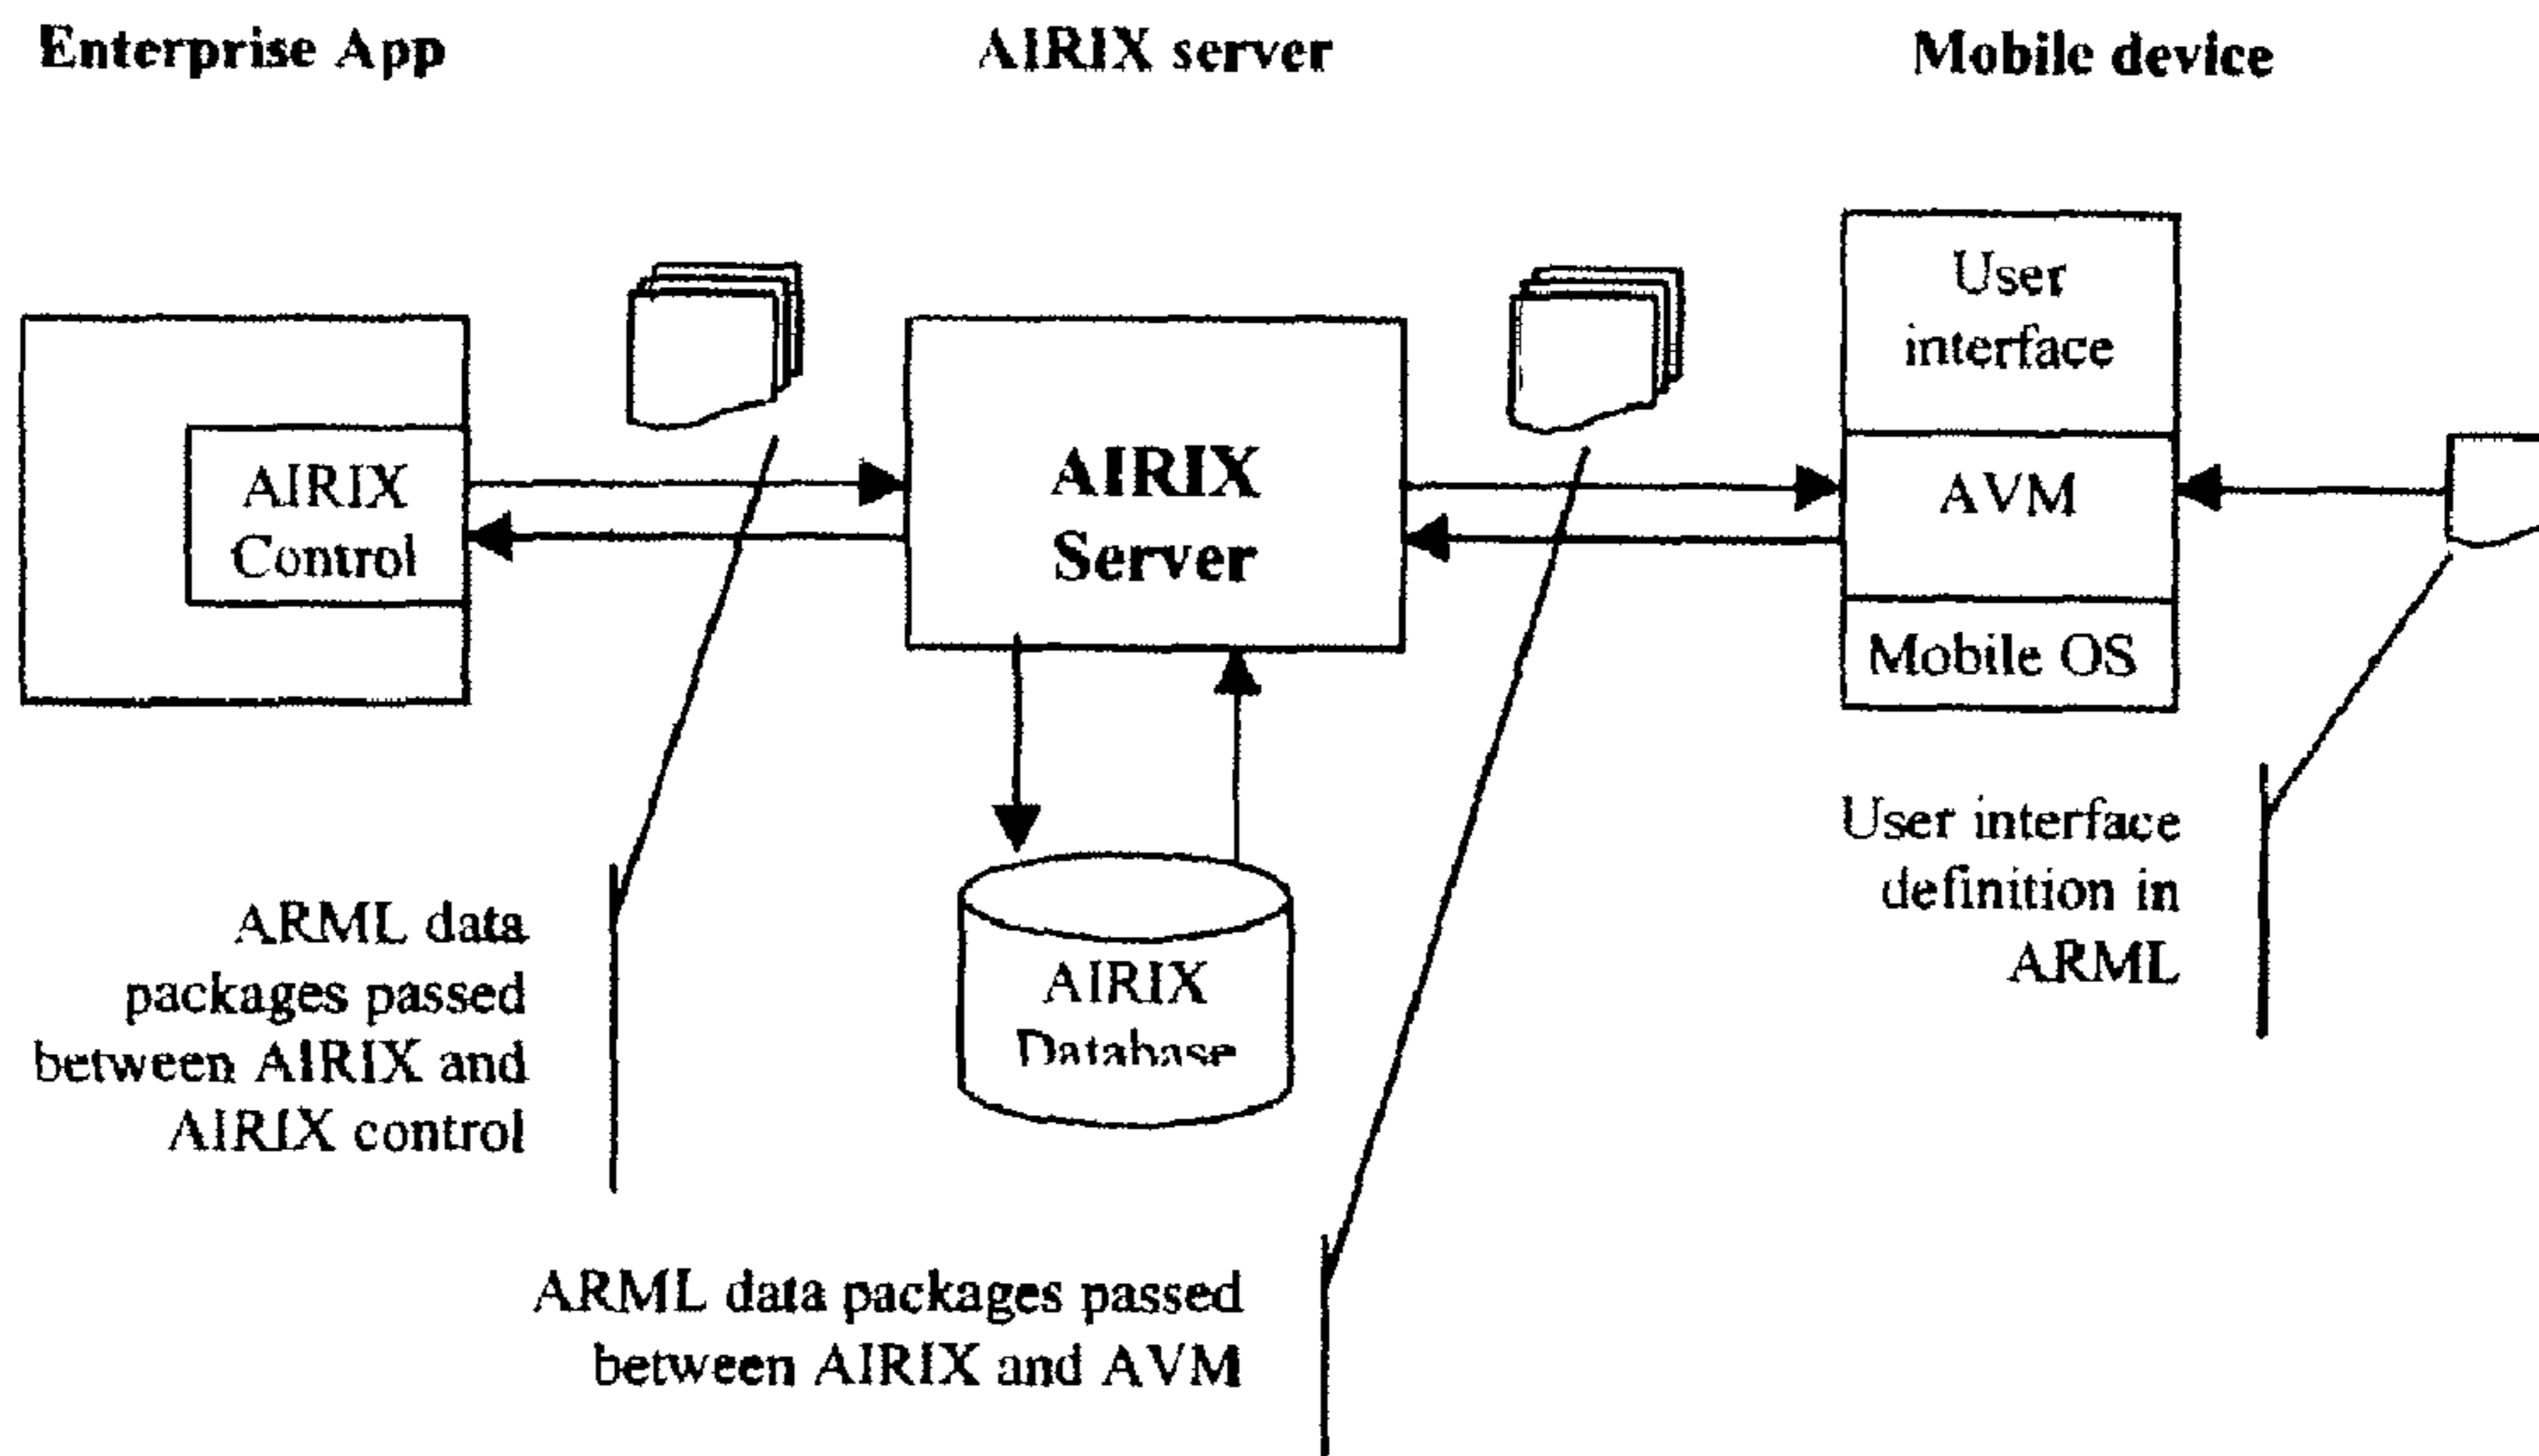 Enterprise App
AIRIX server
Mobile device
AIRIX
Control
AIRIX
Server
User
interface
AVM
Mobile OS
AIRIX
Database
ARML data
packages passed
between AIRIX and
AIRIX control
ARML data packages passed
between AIRIX and AVM
User interface
definition in
ARML